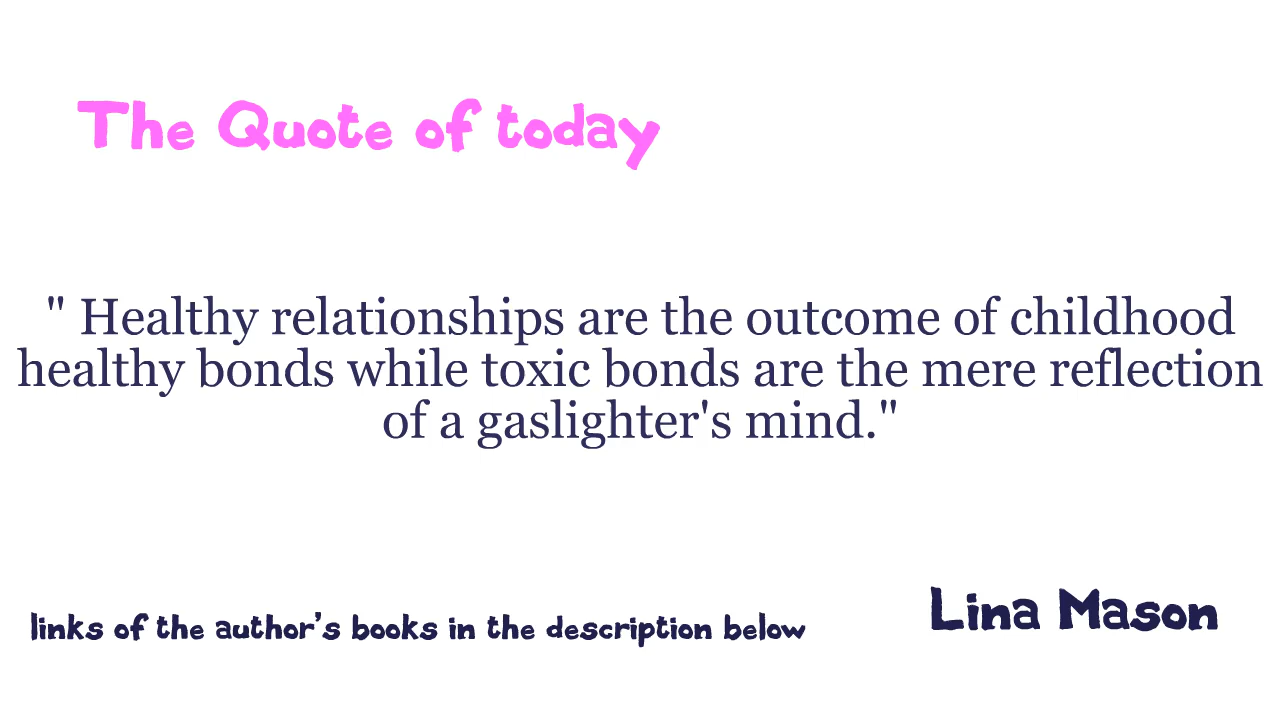 The Quote of today
" Healthy relationships are the outcome of childhood
healthy bonds while toxic bonds are the mere reflection
of a gaslighter's mind."
links of the author's books in the description below
Lina Mason